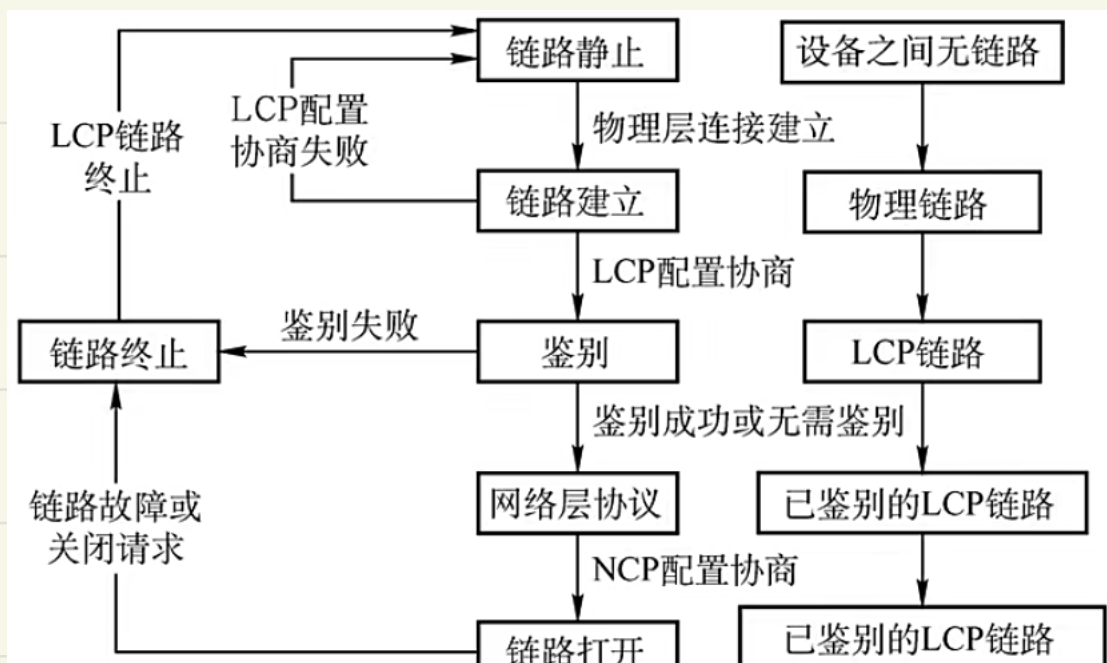 链路静止
设备之间无链路
LCP配置
协商失败
LCP链路
终止
物理层连接建立
链路建立
物理链路
LCP配置协商
鉴别失败
链路终止
鉴别
LCP链路
鉴别成功或无需鉴别
链路故障或
关闭请求
网络层协议
已鉴别的LCP链路
NCP配置协商
链路打开
已鉴别的LCP链路